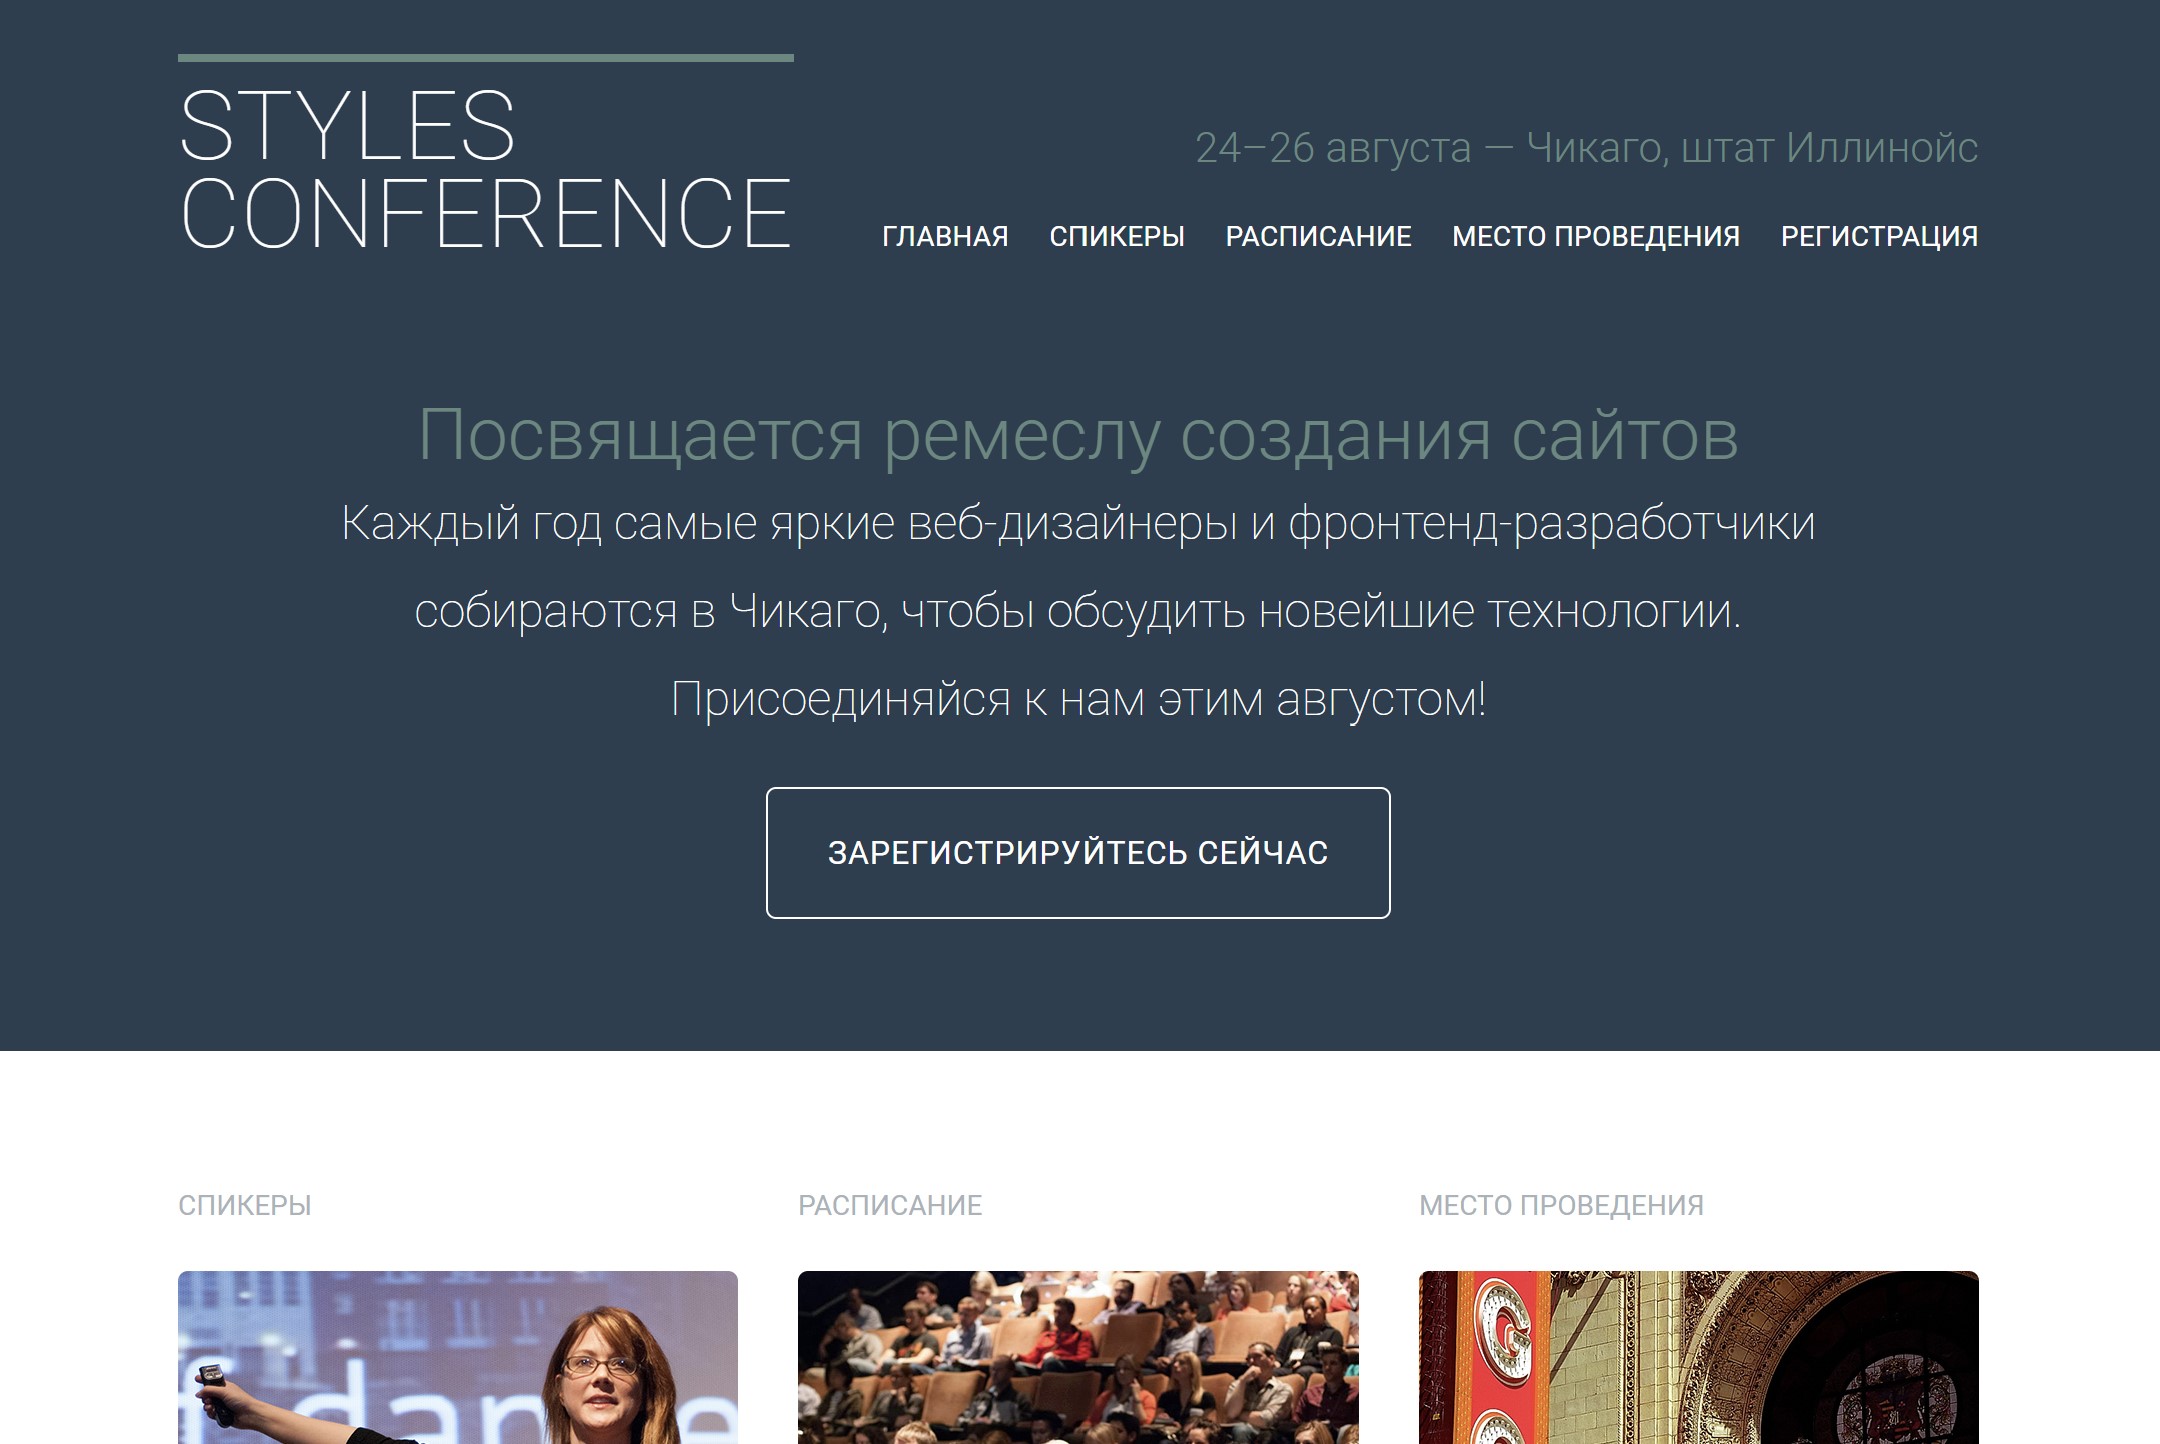 STYLES
CONFERENCE
24–26 августа — Чикаго, штат Иллинойс
ГЛАВНАЯ СПИКЕРЫ РАСПИСАНИЕ МЕСТО ПРОВЕДЕНИЯ РЕГИСТРАЦИЯ
Посвящается ремеслу создания сайтов
Каждый год самые яркие веб-дизайнеры и фронтенд-разработчики
собираются в Чикаго, чтобы обсудить новейшие технологии.
Присоединяйся к нам этим августом!
ЗАРЕГИСТРИРУЙТЕСЬ СЕЙЧАС
СПИКЕРЫ РАСПИСАНИЕ МЕСТО ПРОВЕДЕНИЯ